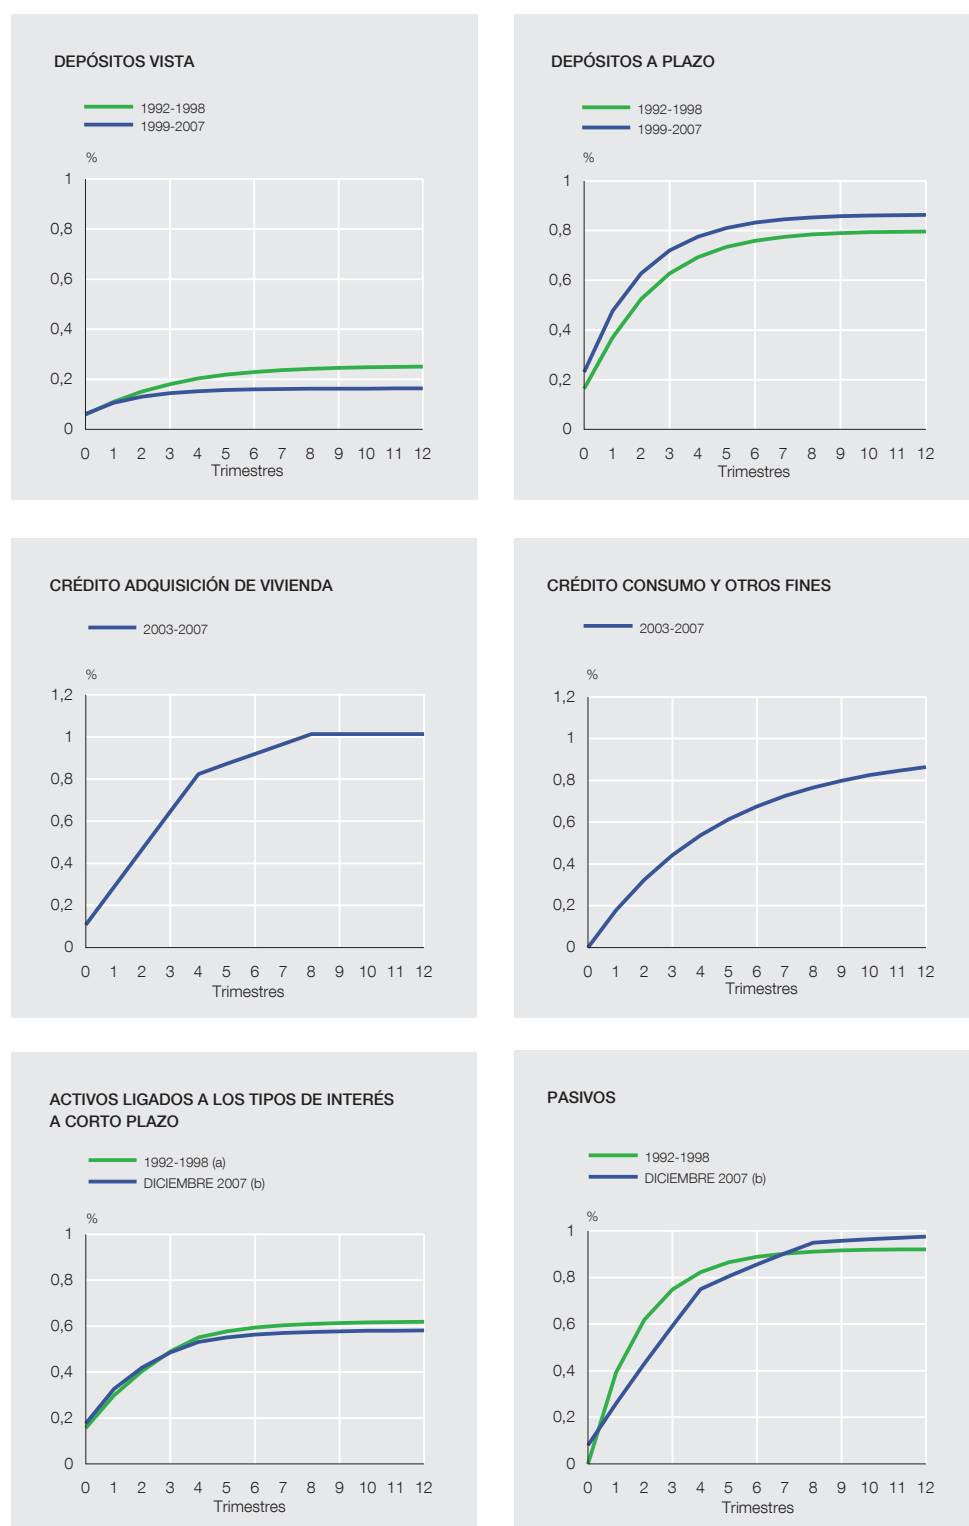 DEPÓSITOS VISTA
1992-1998
1999-2007
%
1
0,8
0,6
0,4
0,2
0
0 1 2 3 4 5 6 7 8 9 10 11 12
Trimestres
DEPÓSITOS A PLAZO
1992-1998
1999-2007
%
1
0,8
0,6
0,4
0,2
0
0 1 2 3 4 5 6 7 8 9 10 11 12
Trimestres
CRÉDITO ADQUISICIÓN DE VIVIENDA
2003-2007
%
1,2
1
0,8
0,6
0,4
0,2
0
0 1 2 3 4 5 6 7 8 9 10 11 12
Trimestres
CRÉDITO CONSUMO Y OTROS FINES
2003-2007
%
1,2
1
0,8
0,6
0,4
0,2
0
0 1 2 3 4 5 6 7 8 9 10 11 12
Trimestres
ACTIVOS LIGADOS A LOS TIPOS DE INTERÉS
A CORTO PLAZO
1992-1998 (a)
DICIEMBRE 2007 (b)
%
1
0,8
0,6
0,4
0,2
0
0 1 2 3 4 5 6 7 8 9 10 11 12
Trimestres
PASIVOS
1992-1998
DICIEMBRE 2007 (b)
%
1
0,8
0,6
0,4
0,2
0
0 1 2 3 4 5 6 7 8 9 10 11 12
Trimestres